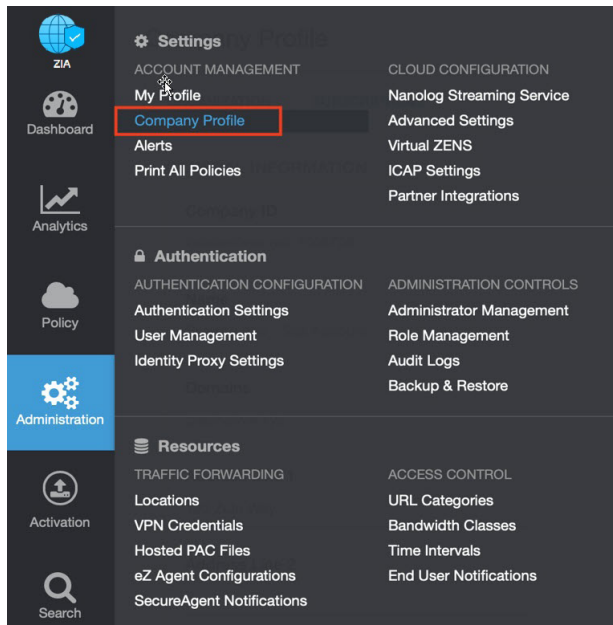 ZIA
Dashboard
Analytics
Policy
Administration
Activation
Search
Settings
ACCOUNT MANAGEMENT
My Profile
Company Profile
Alerts
Print All Policies
CLOUD CONFIGURATION
Nanolog Streaming Service
Advanced Settings
Virtual ZENS
ICAP Settings
Partner Integrations
Authentication
AUTHENTICATION CONFIGURATION
Authentication Settings
User Management
Identity Proxy Settings
ADMINISTRATION CONTROLS
Administrator Management
Role Management
Audit Logs
Backup & Restore
Resources
TRAFFIC FORWARDING
Locations
VPN Credentials
Hosted PAC Files
eZ Agent Configurations
SecureAgent Notifications
ACCESS CONTROL
URL Categories
Bandwidth Classes
Time Intervals
End User Notifications